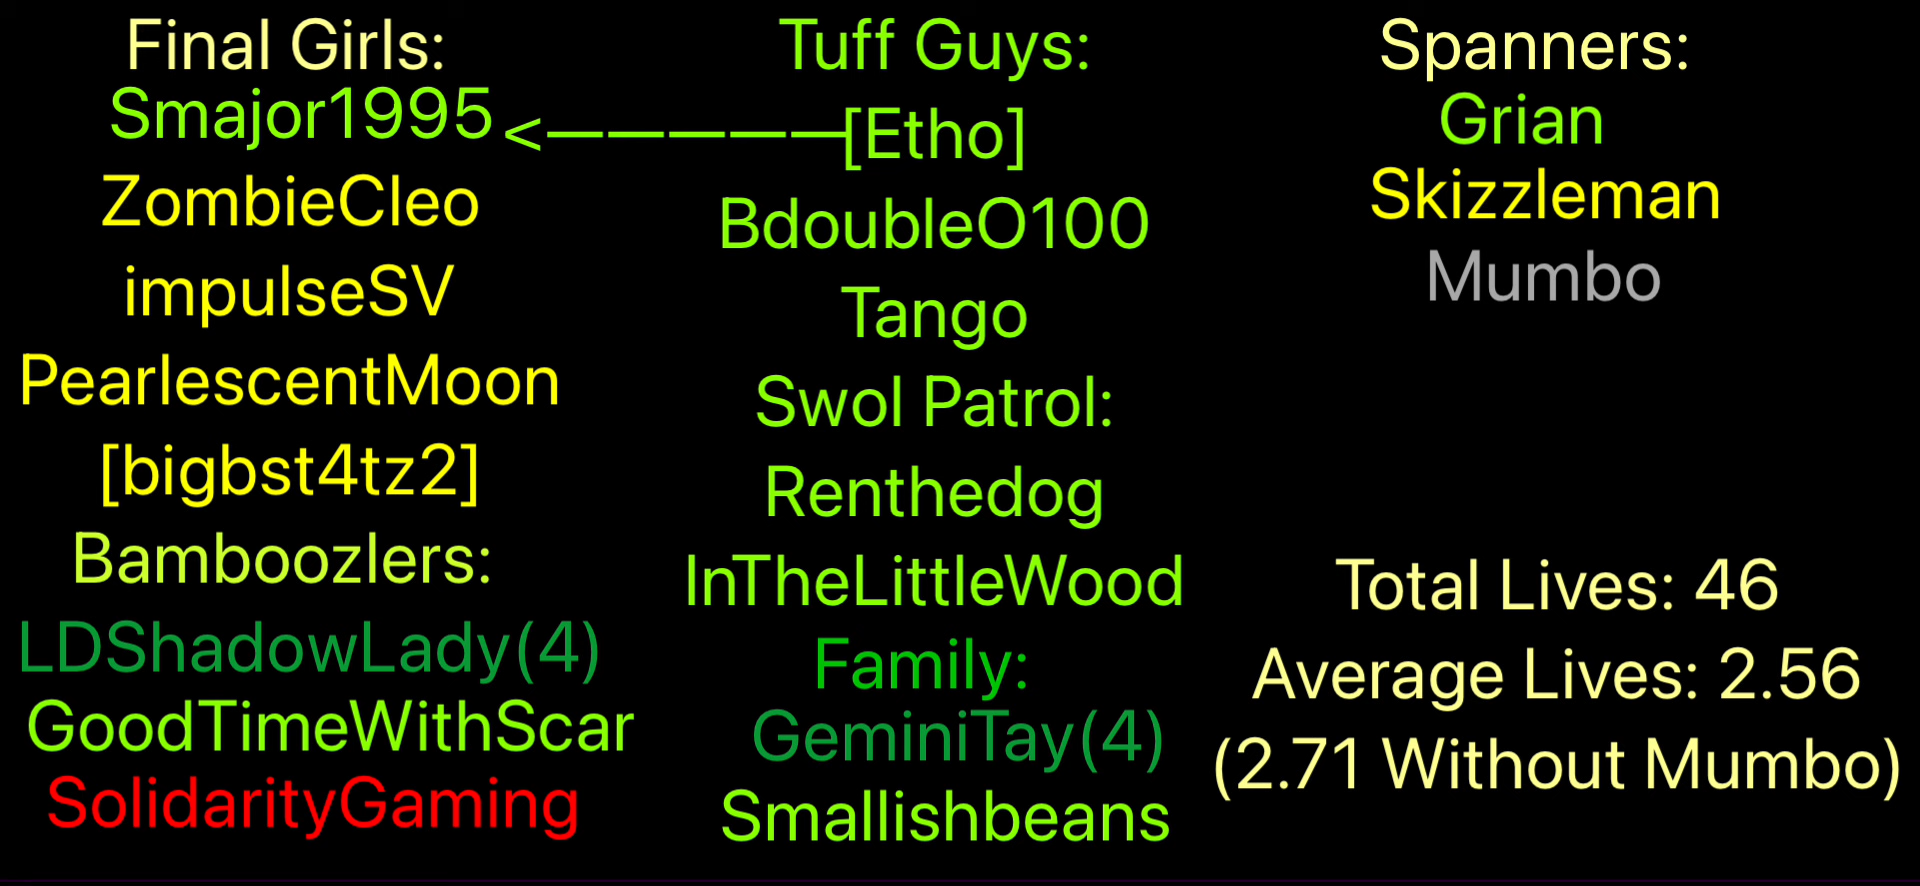 Final Girls:
Smajor1995
ZombieCleo
impulseSV
PearlescentMoon
[bigbst4tz2]
Bamboozlers:
LDShadowLady(4)
GoodTimeWithScar
SolidarityGaming
Tuff Guys:
<—————[Etho]
BdoubleO100
Tango
Swol Patrol:
Renthedog
InTheLittleWood
Family:
GeminiTay(4)
Smallishbeans
Spanners:
Grian
Skizzleman
Mumbo
Total Lives: 46
Average Lives: 2.56
(2.71 Without Mumbo)